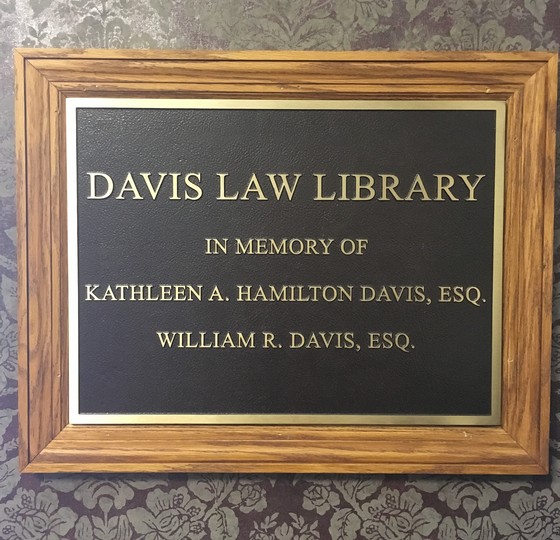 DAVIS LAW LIBRARY
IN MEMORY OF
KATHLEEN A. HAMILTON DAVIS, ESQ.
WILLIAM R. DAVIS, ESQ.